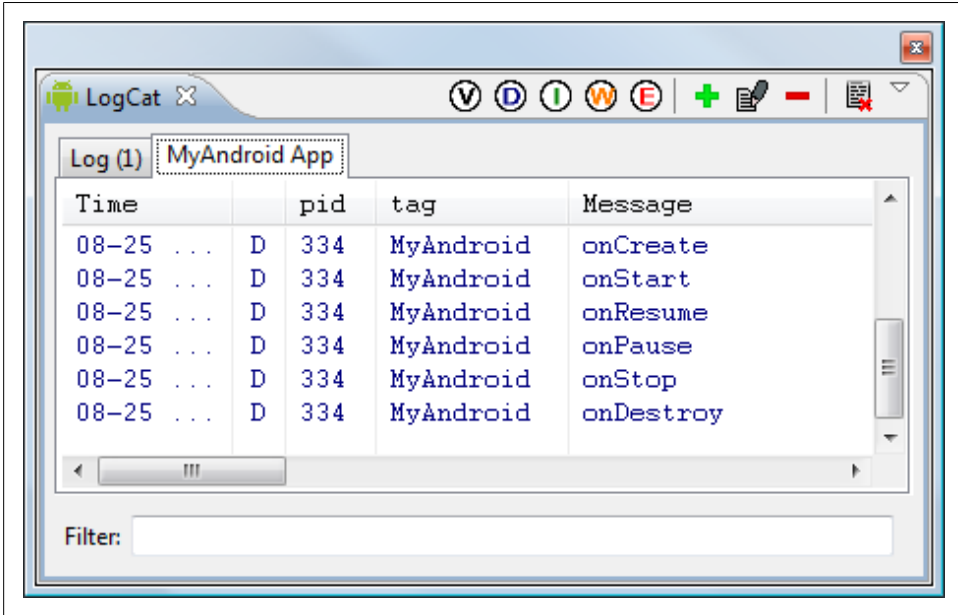 LogCat V D I W E
Log (1) MyAndroid App
Time pid tag Message
08-25 ... D 334 MyAndroid onCreate
08-25 ... D 334 MyAndroid onStart
08-25 ... D 334 MyAndroid onResume
08-25 ... D 334 MyAndroid onPause
08-25 ... D 334 MyAndroid onStop
08-25 ... D 334 MyAndroid onDestroy
Filter: